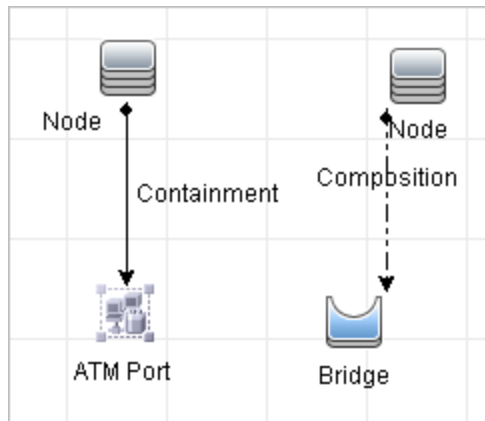 Node
Node
Containment
Composition
ATM Port
Bridge